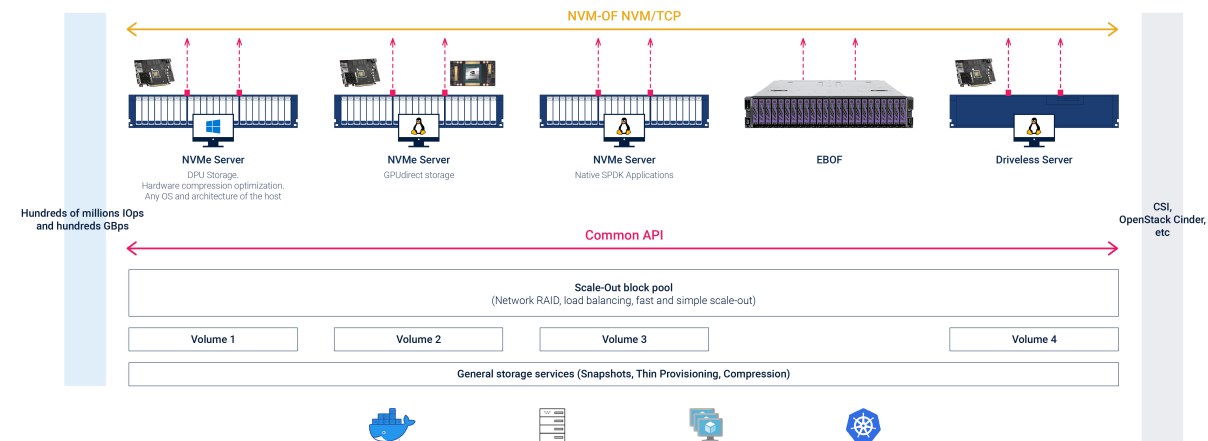 NVM-OF NVM/TCP
NVMe Server
DPU Storage.
Hardware compression optimization.
Any OS and architecture of the host
NVMe Server
GPUdirect storage
NVMe Server
Native SPDK Applications
EBOF
Driveless Server
Hundreds of millions IOps
and hundreds GBps
CSI,
OpenStack Cinder,
etc
Common API
Scale-Out block pool
(Network RAID, load balancing, fast and simple scale-out)
Volume 1
Volume 2
Volume 3
Volume 4
General storage services (Snapshots, Thin Provisioning, Compression)